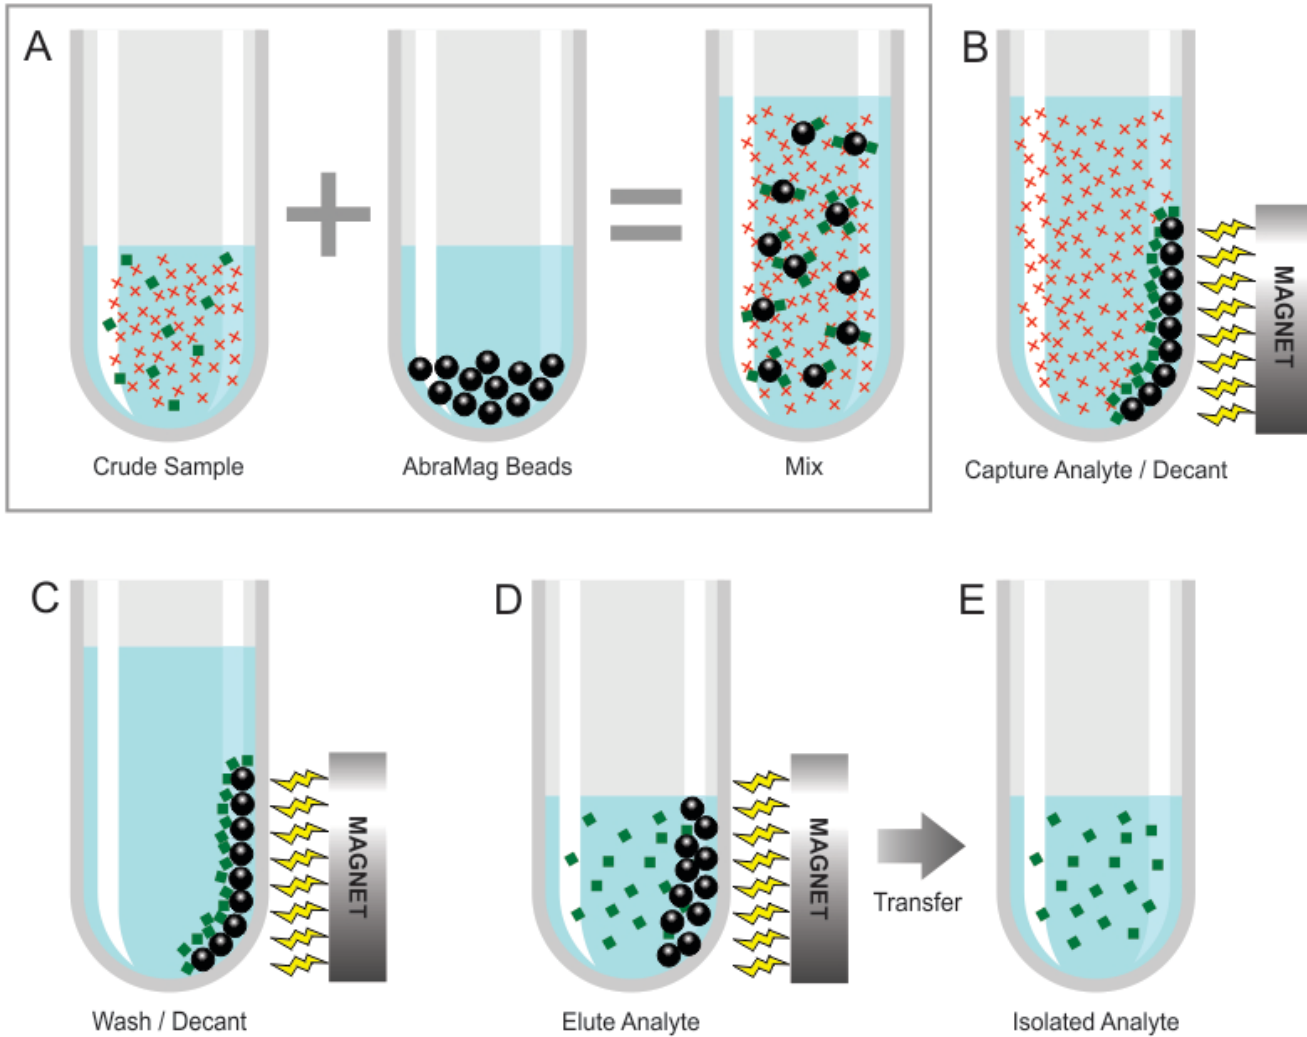 A
B
Crude Sample
AbraMag Beads
Mix
MAGNET
Capture Analyte / Decant
C
D
E
MAGNET
MAGNET
Transfer
Wash / Decant
Elute Analyte
Isolated Analyte